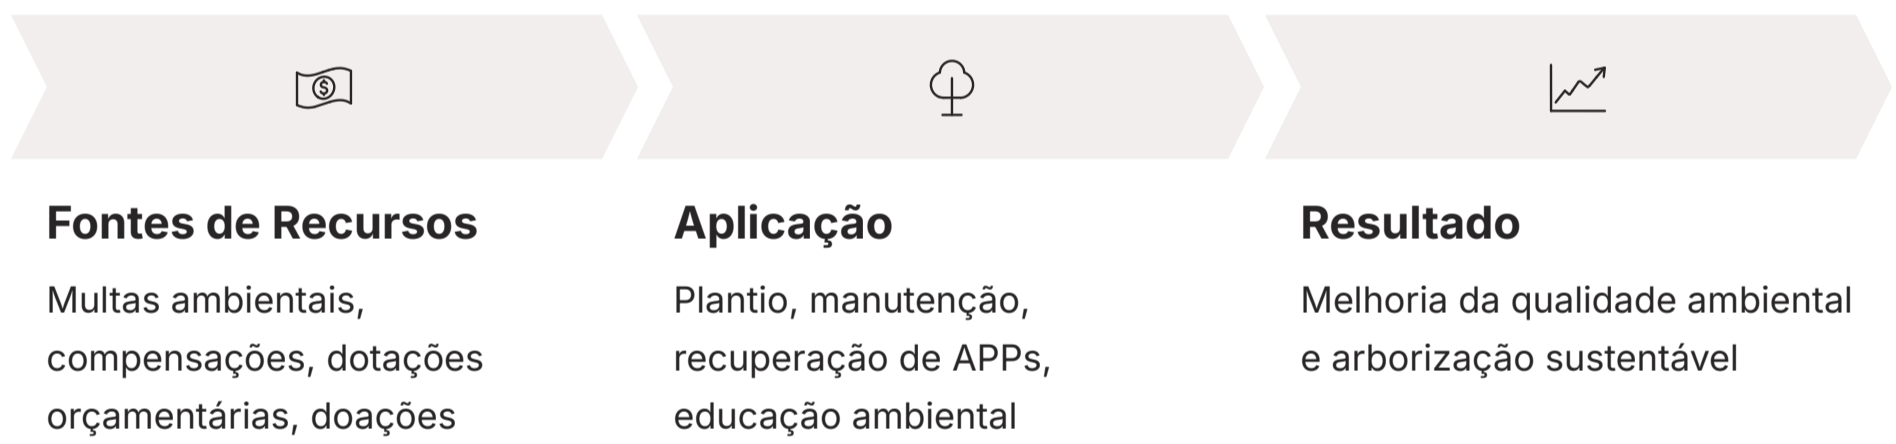 Fontes de Recursos
Multas ambientais,
compensações, dotações
orçamentárias, doações
Aplicação
Plantio, manutenção,
recuperação de APPs,
educação ambiental
Resultado
Melhoria da qualidade ambiental
e arborização sustentável